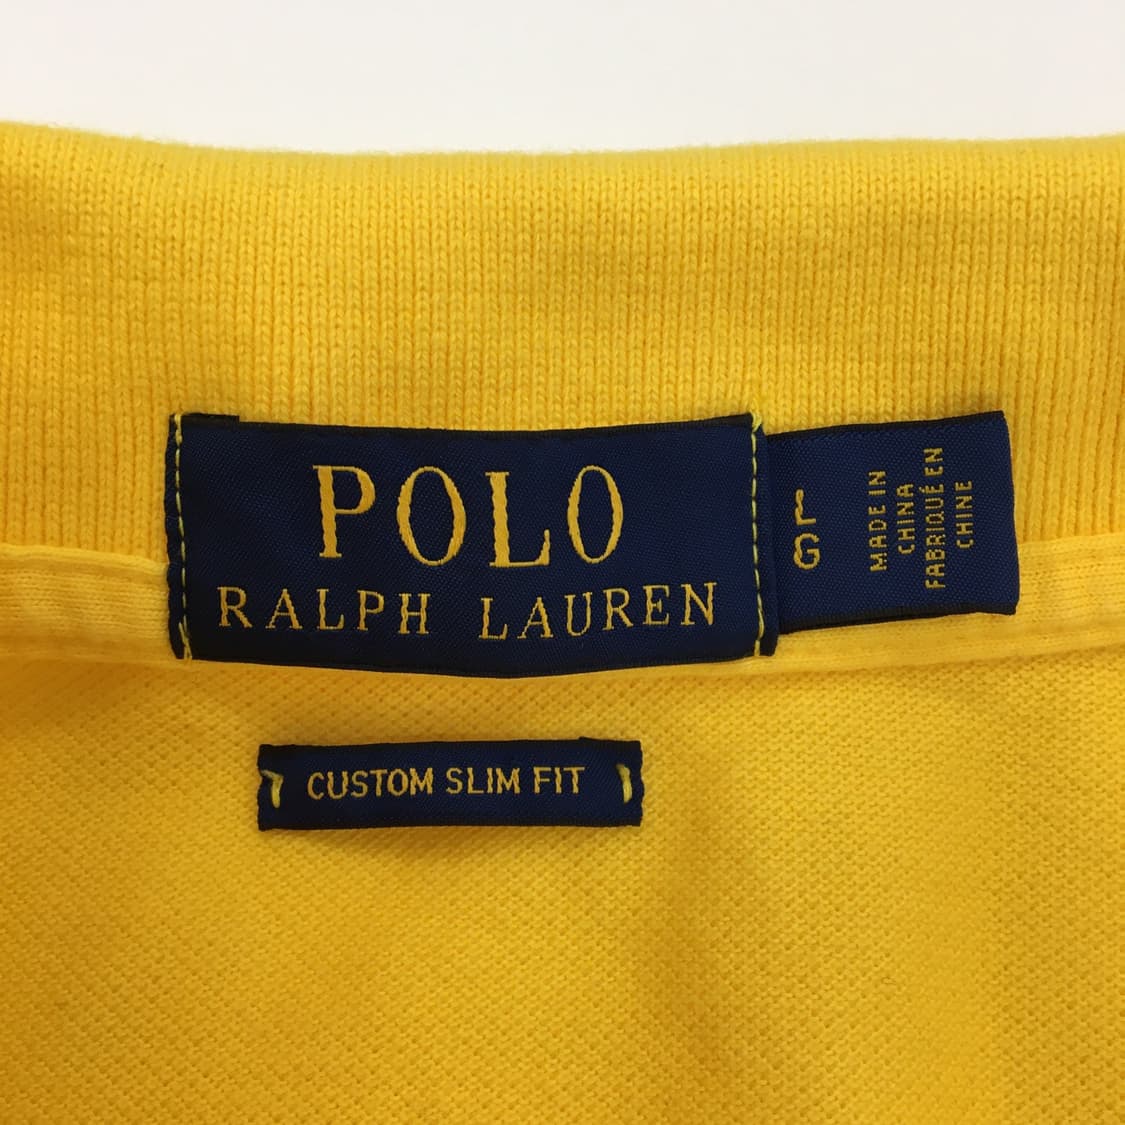 POLO
RALPH LAUREN
L
G
MADE IN
CHINA
FABRIQUÉ EN
CHINE
CUSTOM SLIM FIT